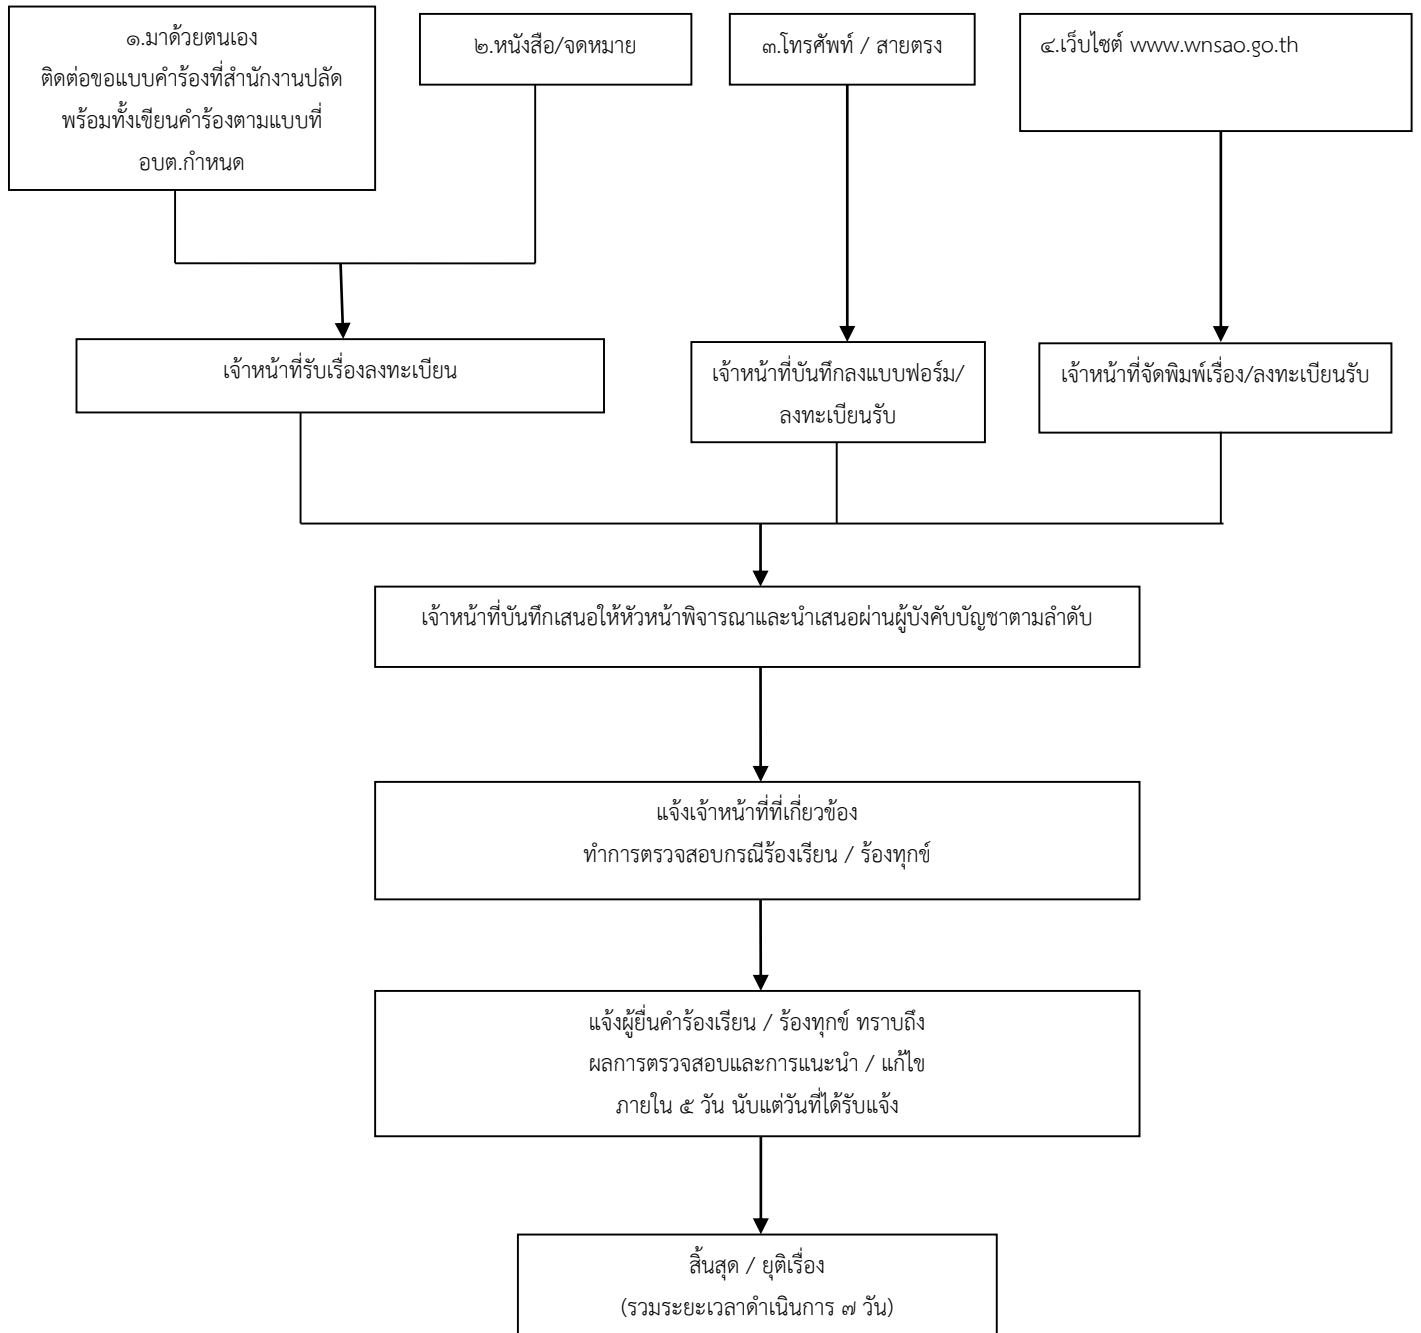 ๑.มาด้วยตนเอง
ติดต่อขอแบบคำร้องที่สำนักงานปลัด
พร้อมทั้งเขียนคำร้องตามแบบที่
อบต.กำหนด
๒.หนังสือ/จดหมาย
๓.โทรศัพท์ / สายตรง
๔.เว็บไซต์ www.wnsao.go.th
เจ้าหน้าที่รับเรื่องลงทะเบียน
เจ้าหน้าที่บันทึกลงแบบฟอร์ม/
ลงทะเบียนรับ
เจ้าหน้าที่จัดพิมพ์เรื่อง/ลงทะเบียนรับ
เจ้าหน้าที่บันทึกเสนอให้หัวหน้าพิจารณาและนำเสนอผ่านผู้บังคับบัญชาตามลำดับ
แจ้งเจ้าหน้าที่ที่เกี่ยวข้อง
ทำการตรวจสอบกรณีร้องเรียน / ร้องทุกข์
แจ้งผู้ยื่นคำร้องเรียน / ร้องทุกข์ ทราบถึง
ผลการตรวจสอบและการแนะนำ / แก้ไข
ภายใน ๕ วัน นับแต่วันที่ได้รับแจ้ง
สิ้นสุด / ยุติเรื่อง
(รวมระยะเวลาดำเนินการ ๗ วัน)